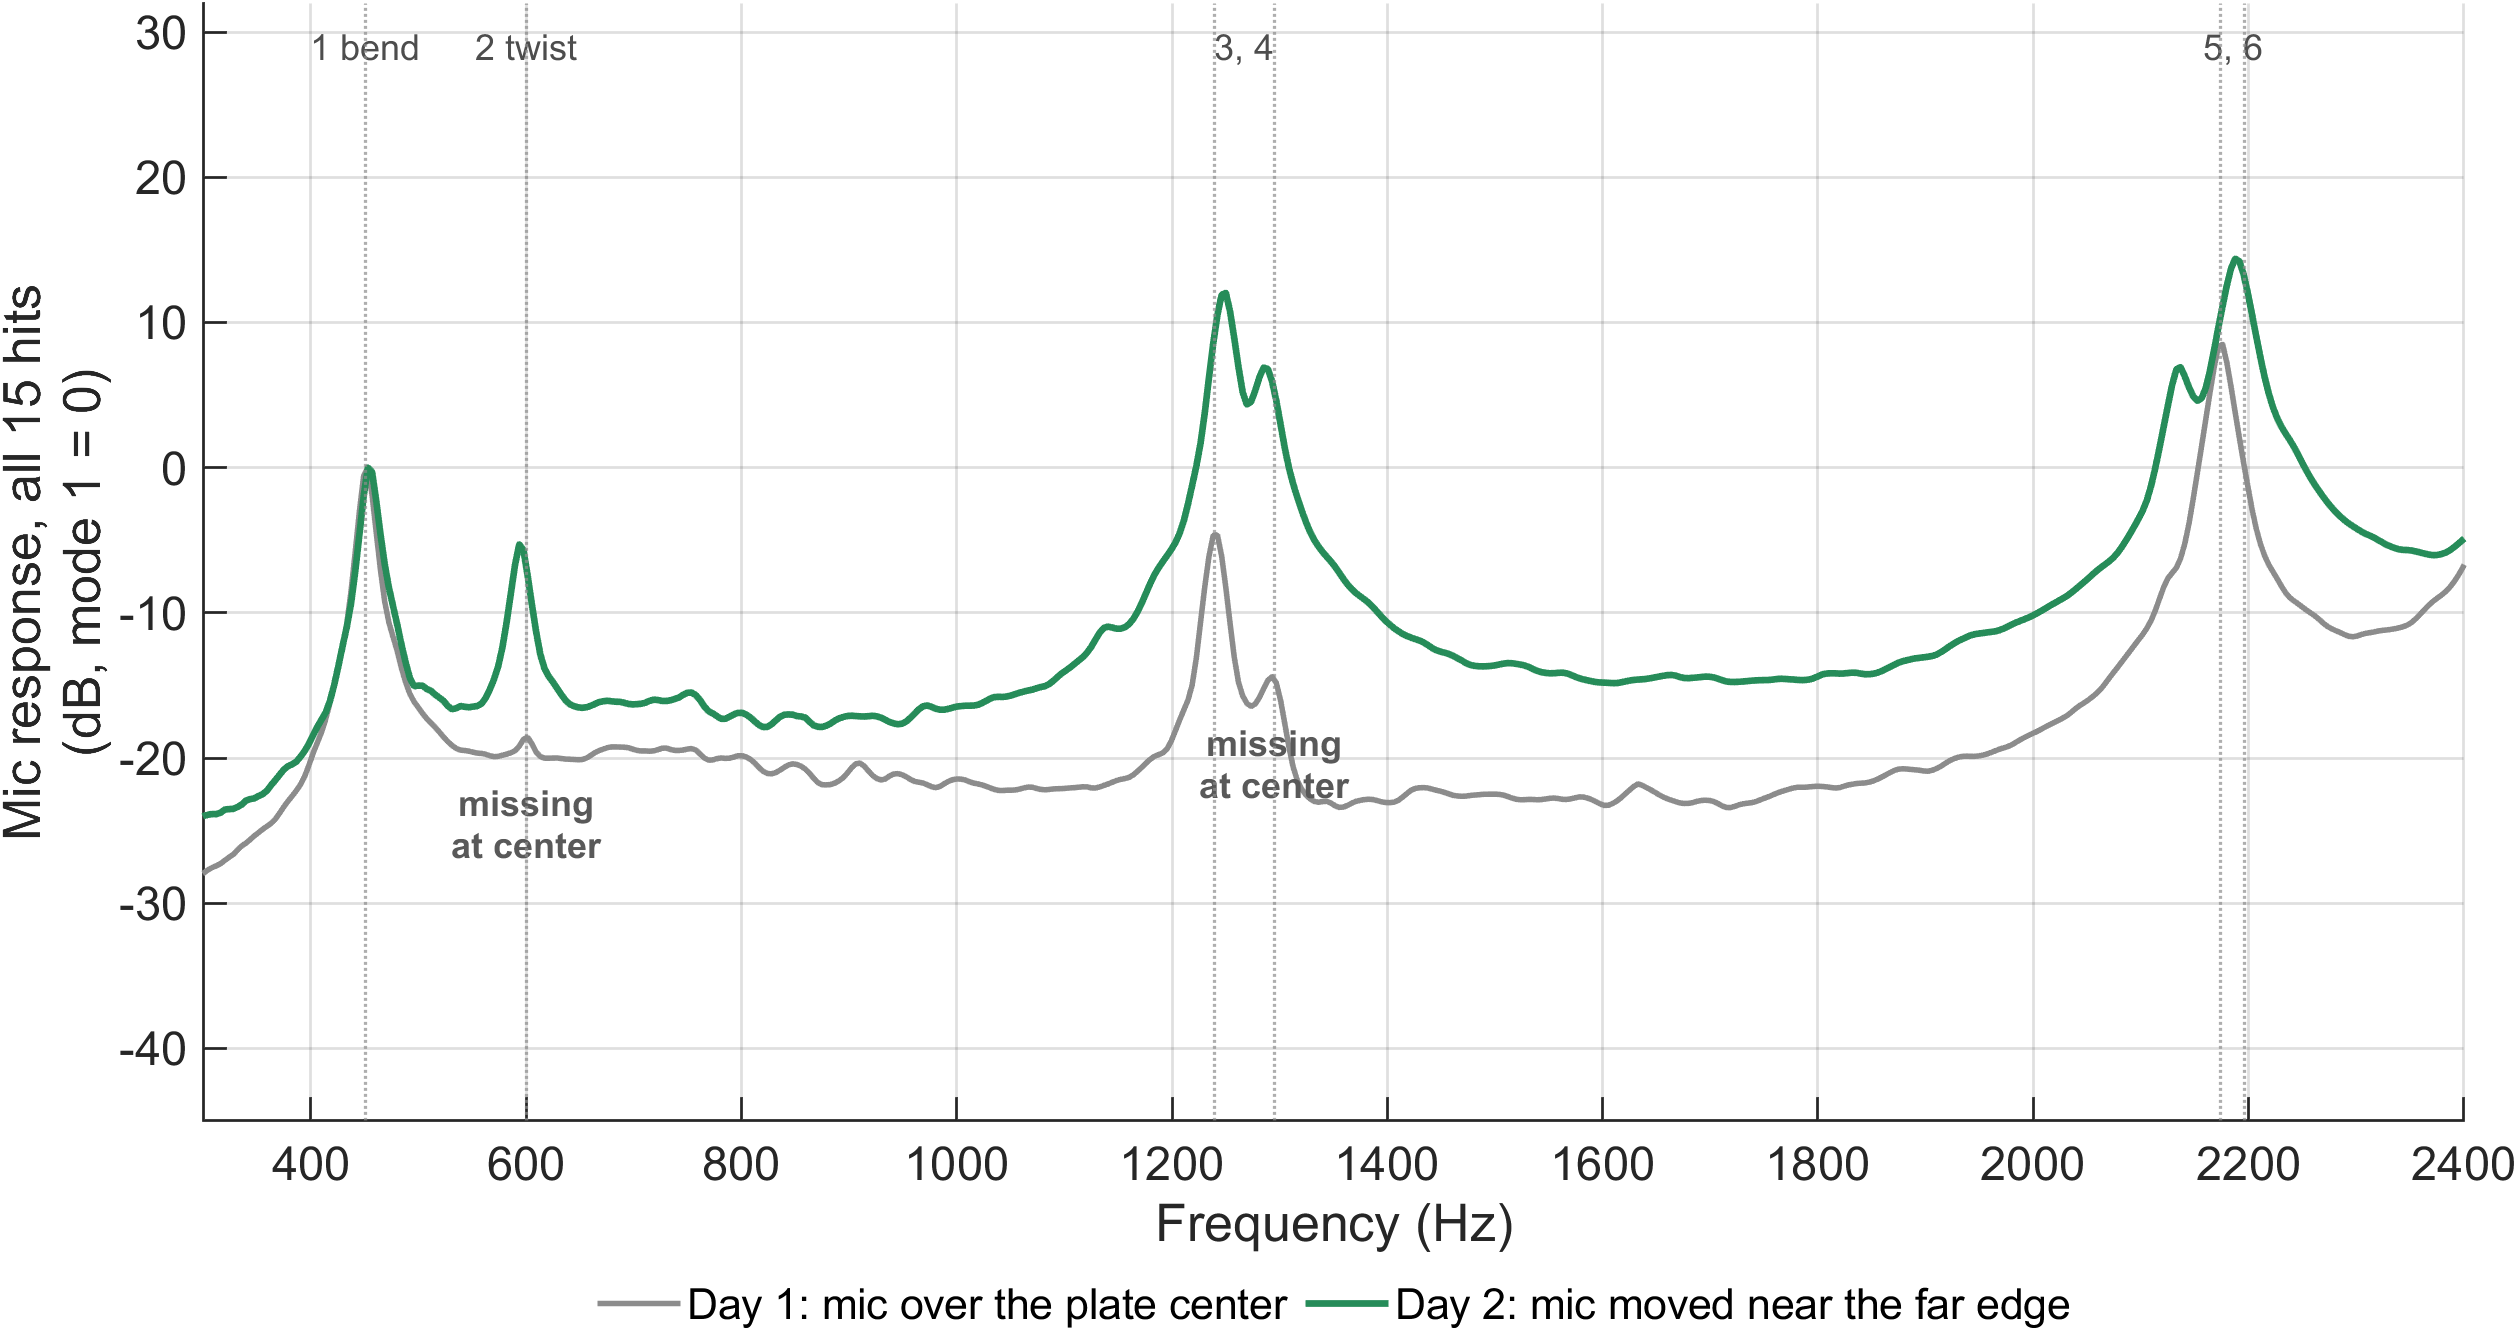 Mic response, all 15 hits
(dB, mode 1 = 0)
30
20
10
0
-10
-20
-30
-40
1 bend
2 twist
3, 4
5, 6
missing
at center
missing
at center
400
600
800
1000
1200
1400
1600
1800
2000
2200
2400
Frequency (Hz)
Day 1: mic over the plate center
Day 2: mic moved near the far edge